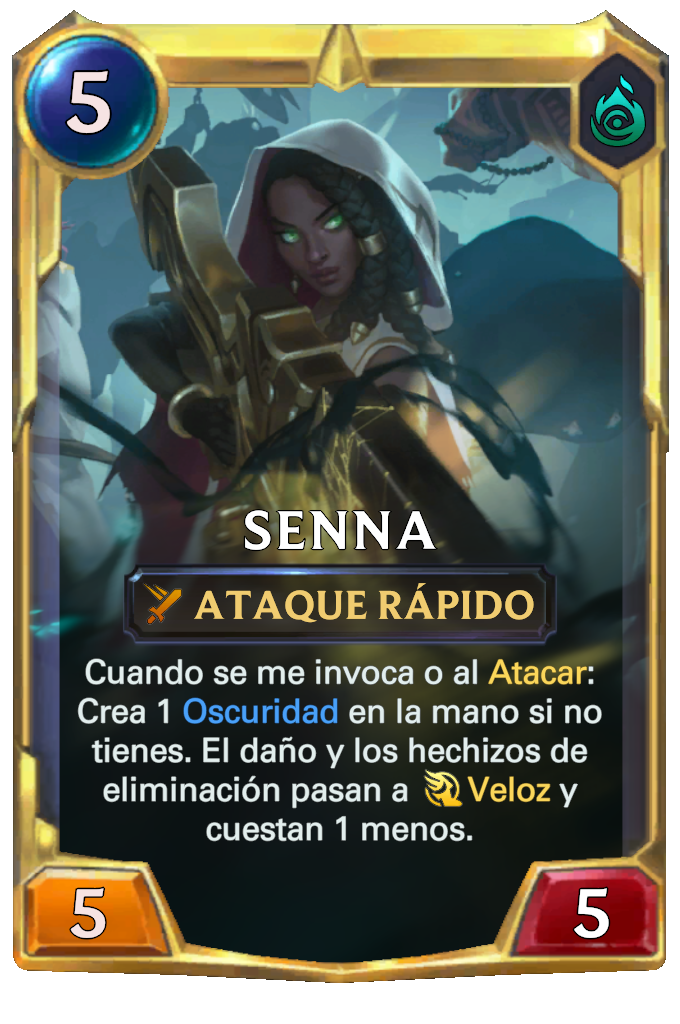 5
SENNA
ATAQUE RÁPIDO
Cuando se me invoca o al Atacar:
Crea 1 Oscuridad en la mano si no
tienes. El daño y los hechizos de
eliminación pasan a Veloz y
cuestan 1 menos.
5
5